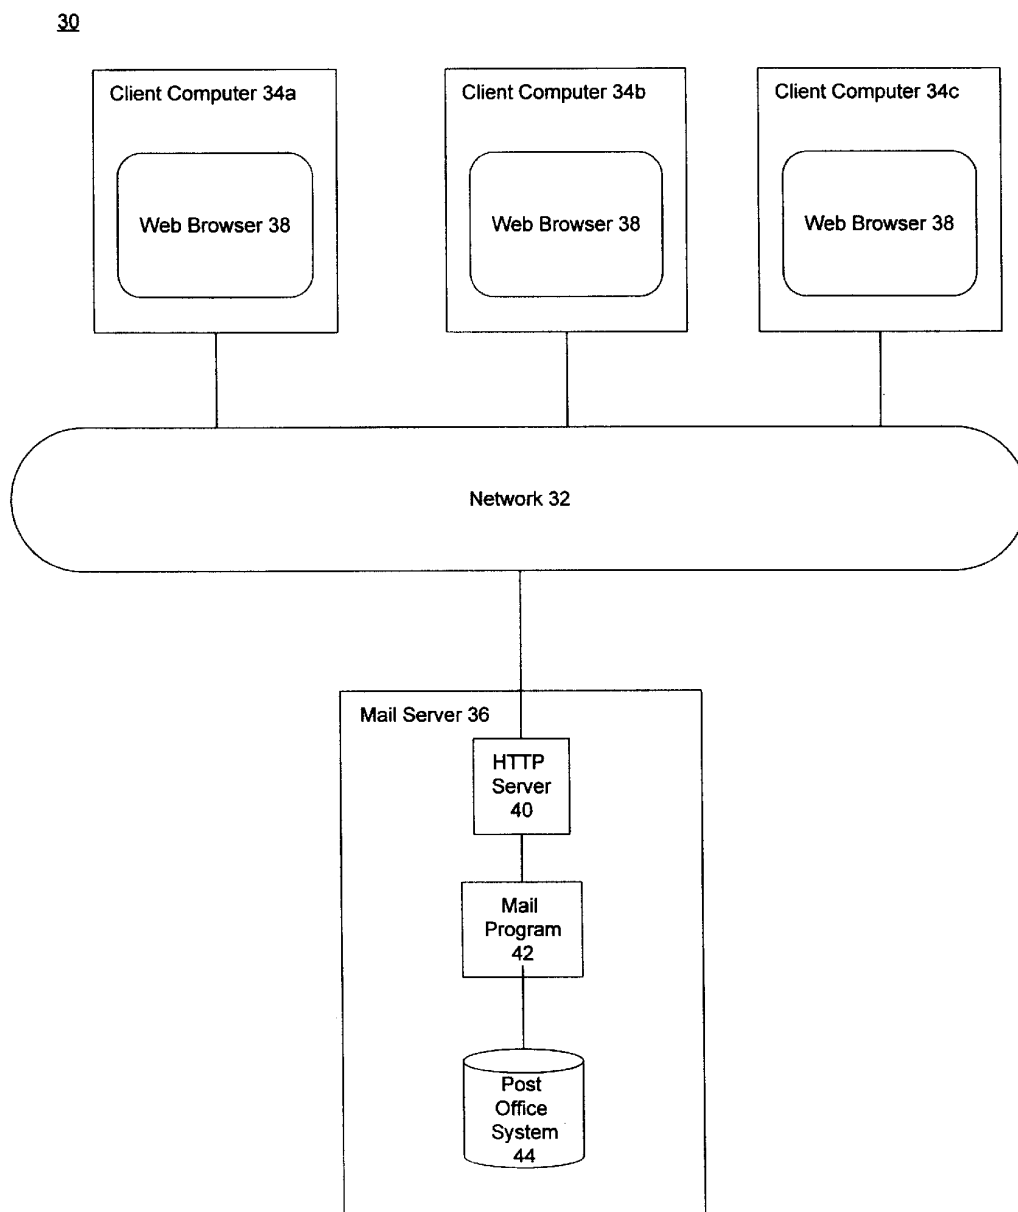 30
Client Computer 34a
Client Computer 34b
Client Computer 34c
Web Browser 38
Web Browser 38
Web Browser 38
Network 32
Mail Server 36
HTTP
Server
40
Mail
Program
42
Post
Office
System
44